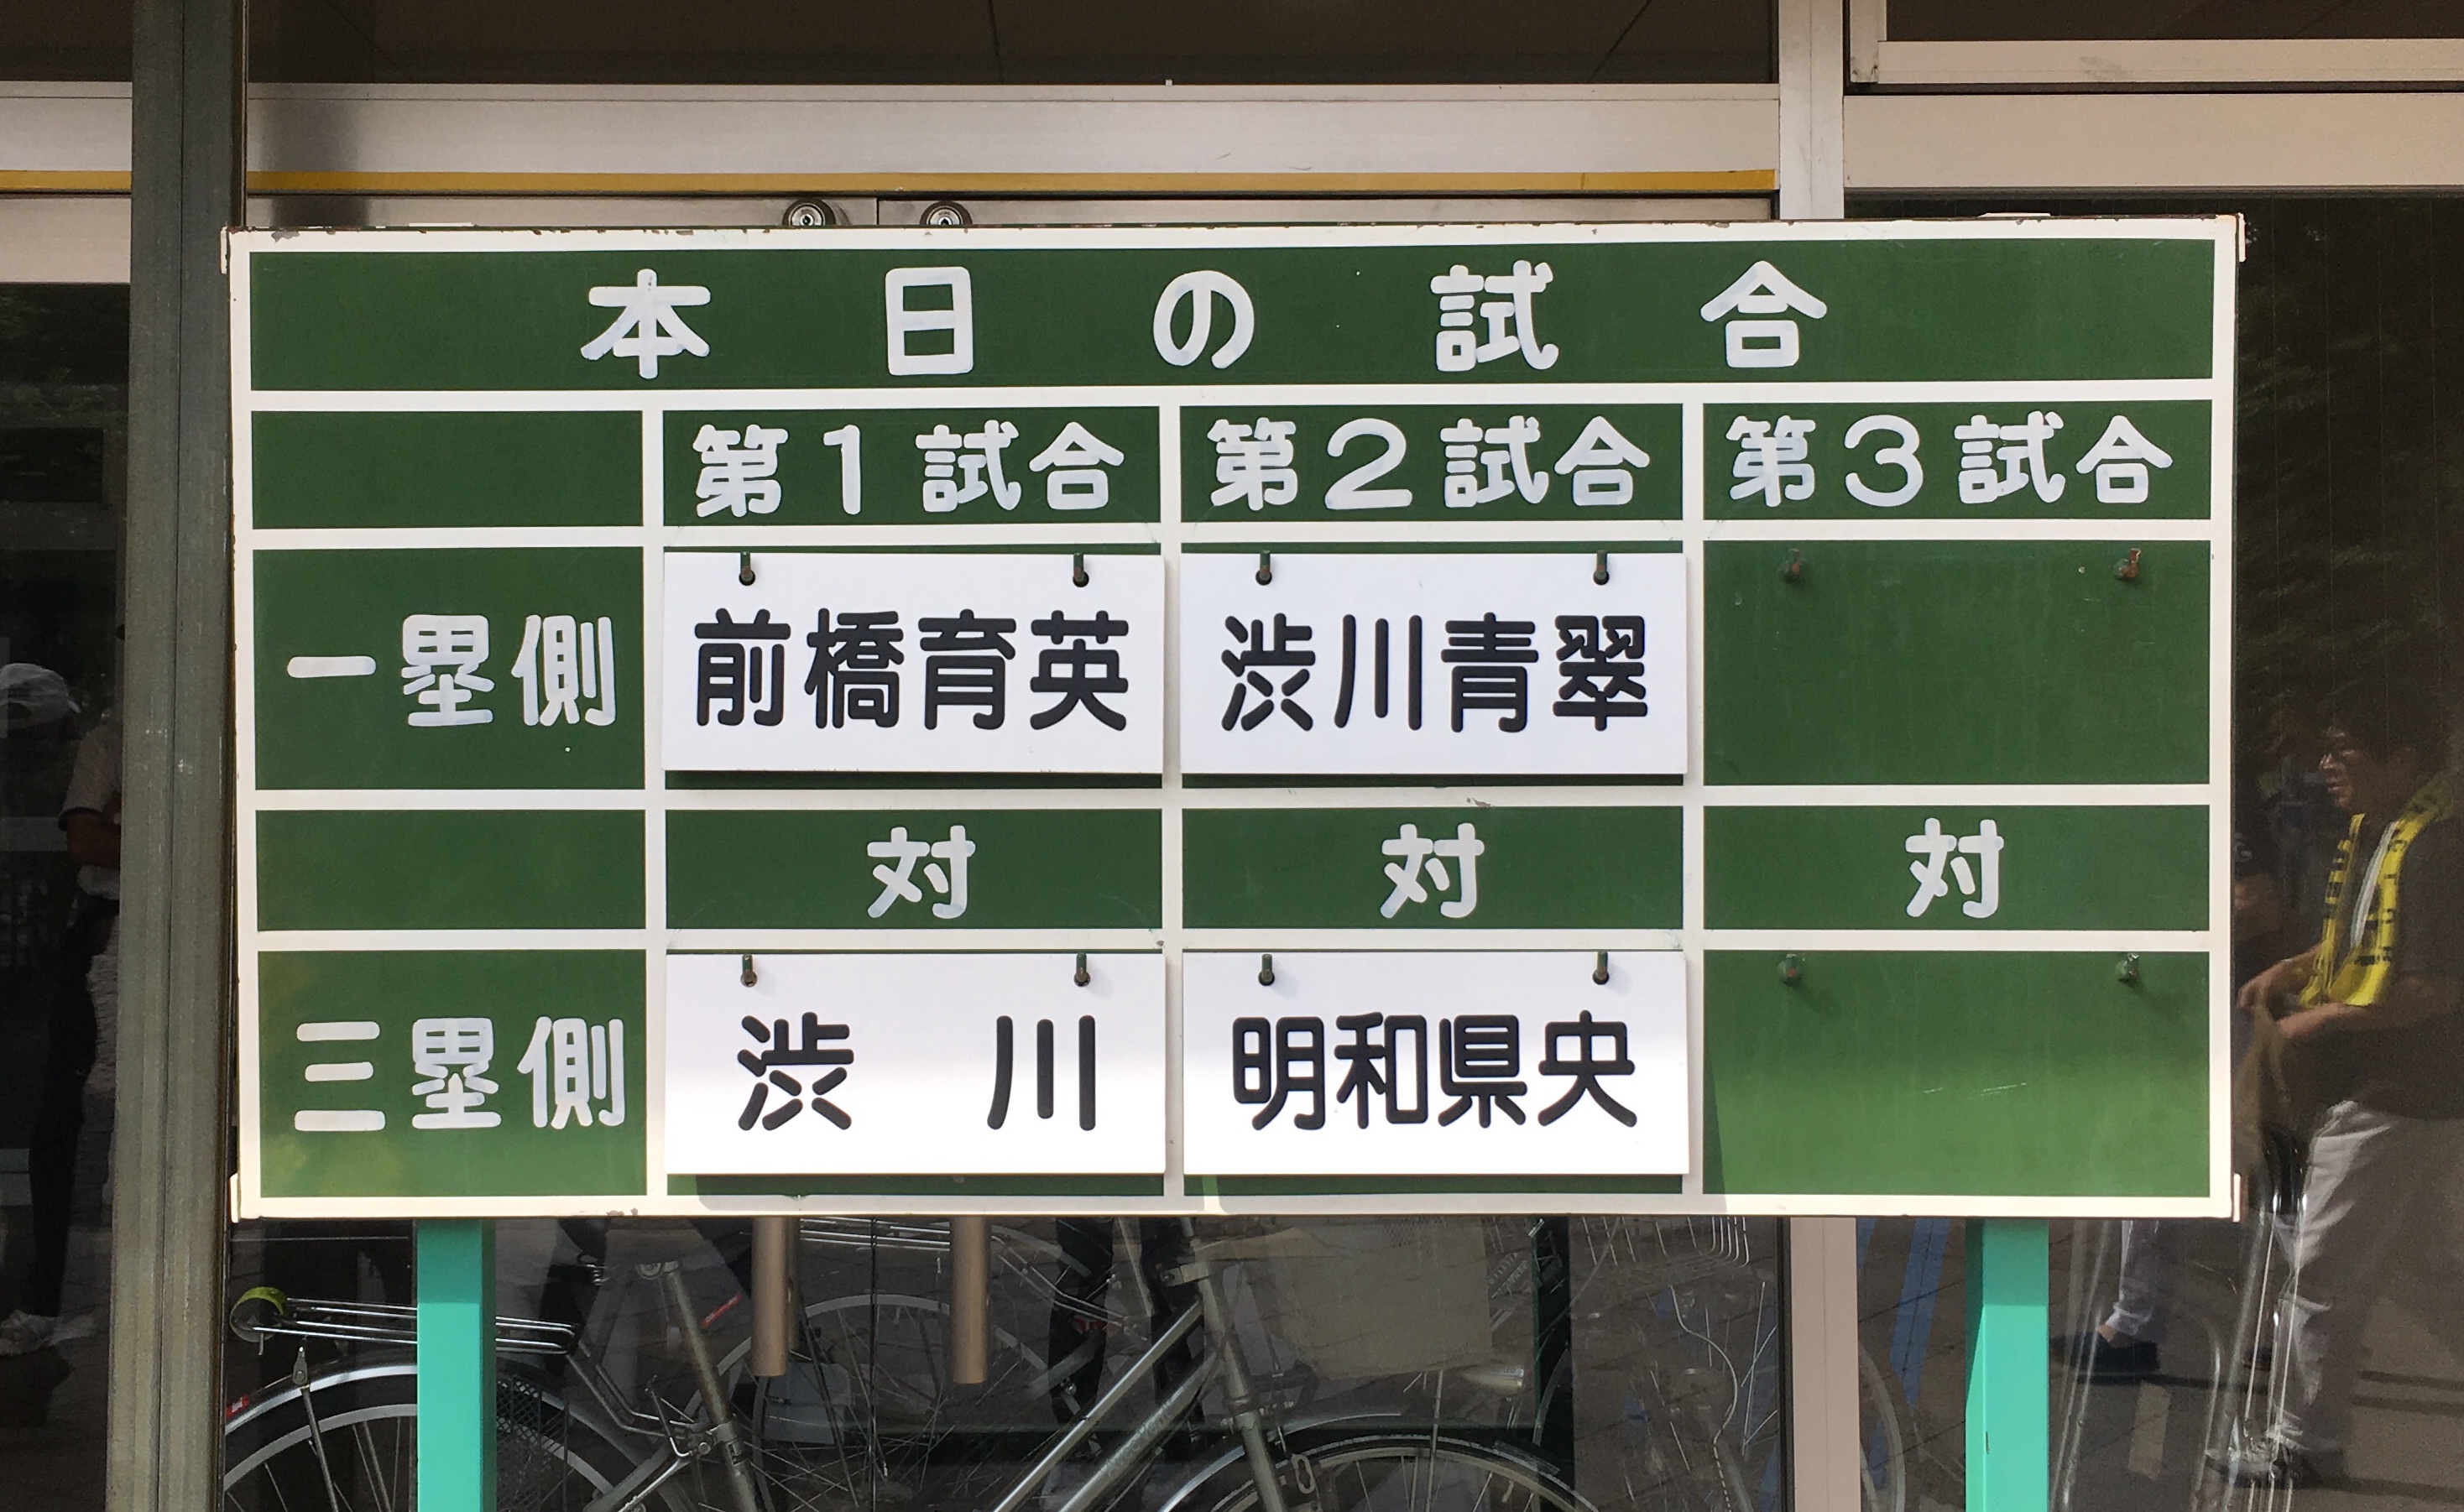 本日の試合
第1試合 第2試合 第3試合
一塁側 前橋育英 渋川青翠
対 対 対
三塁側 渋川 明和県央